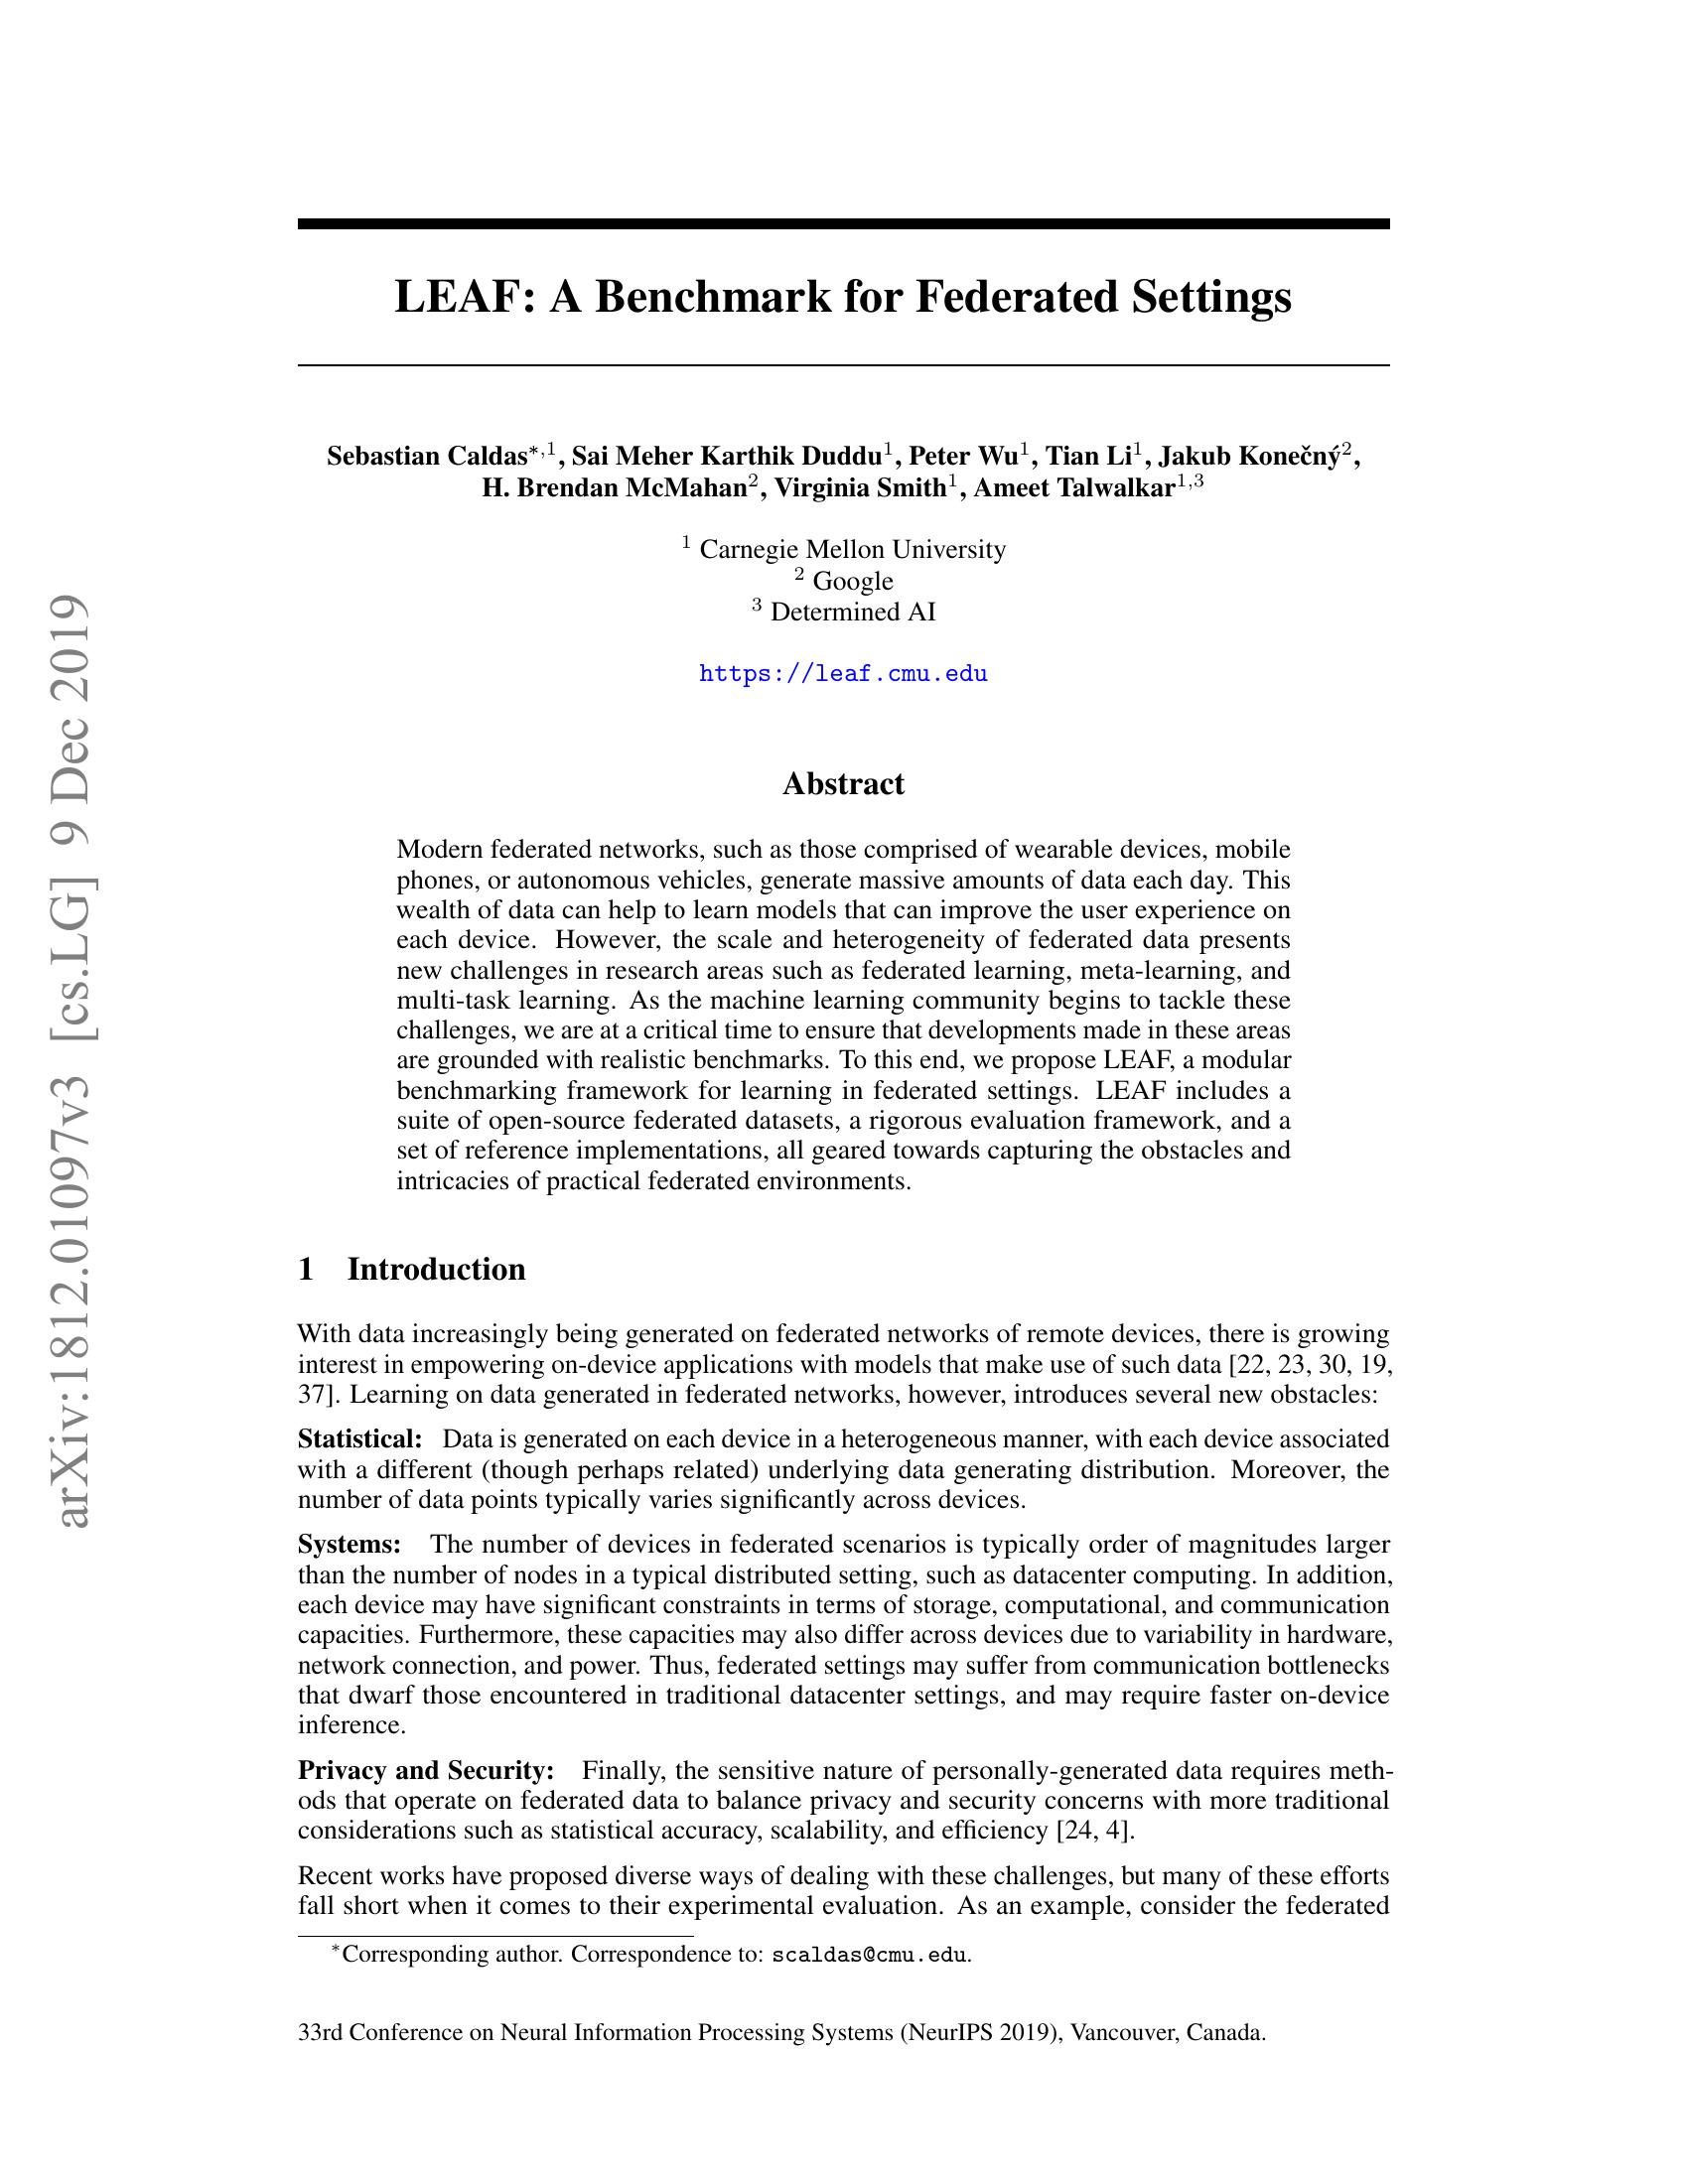 arXiv:1812.01097v3 [cs.LG] 9 Dec 2019
LEAF: A Benchmark for Federated Settings
Sebastian Caldas*,1, Sai Meher Karthik Duddu1, Peter Wu1, Tian Li1, Jakub Konečný2,
H. Brendan McMahan2, Virginia Smith1, Ameet Talwalkar1,3
1 Carnegie Mellon University
2 Google
3 Determined AI
https://leaf.cmu.edu
Abstract
Modern federated networks, such as those comprised of wearable devices, mobile
phones, or autonomous vehicles, generate massive amounts of data each day. This
wealth of data can help to learn models that can improve the user experience on
each device. However, the scale and heterogeneity of federated data presents
new challenges in research areas such as federated learning, meta-learning, and
multi-task learning. As the machine learning community begins to tackle these
challenges, we are at a critical time to ensure that developments made in these areas
are grounded with realistic benchmarks. To this end, we propose LEAF, a modular
benchmarking framework for learning in federated settings. LEAF includes a
suite of open-source federated datasets, a rigorous evaluation framework, and a
set of reference implementations, all geared towards capturing the obstacles and
intricacies of practical federated environments.
1 Introduction
With data increasingly being generated on federated networks of remote devices, there is growing
interest in empowering on-device applications with models that make use of such data [22, 23, 30, 19,
37]. Learning on data generated in federated networks, however, introduces several new obstacles:
Statistical: Data is generated on each device in a heterogeneous manner, with each device associated
with a different (though perhaps related) underlying data generating distribution. Moreover, the
number of data points typically varies significantly across devices.
Systems: The number of devices in federated scenarios is typically order of magnitudes larger
than the number of nodes in a typical distributed setting, such as datacenter computing. In addition,
each device may have significant constraints in terms of storage, computational, and communication
capacities. Furthermore, these capacities may also differ across devices due to variability in hardware,
network connection, and power. Thus, federated settings may suffer from communication bottlenecks
that dwarf those encountered in traditional datacenter settings, and may require faster on-device
inference.
Privacy and Security: Finally, the sensitive nature of personally-generated data requires meth-
ods that operate on federated data to balance privacy and security concerns with more traditional
considerations such as statistical accuracy, scalability, and efficiency [24, 4].
Recent works have proposed diverse ways of dealing with these challenges, but many of these efforts
fall short when it comes to their experimental evaluation. As an example, consider the federated
*Corresponding author. Correspondence to: scaldas@cmu.edu.
33rd Conference on Neural Information Processing Systems (NeurIPS 2019), Vancouver, Canada.